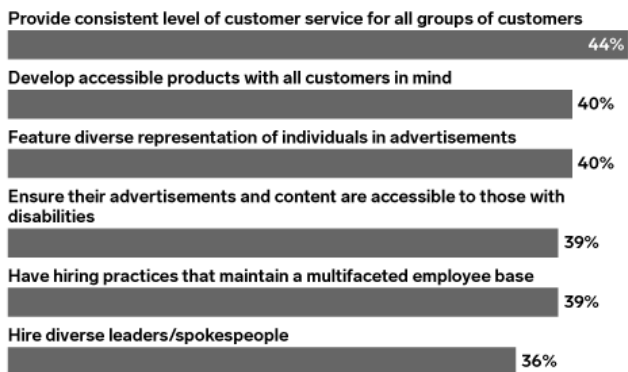 Provide consistent level of customer service for all groups of customers
44%
Develop accessible products with all customers in mind
40%
Feature diverse representation of individuals in advertisements
40%
Ensure their advertisements and content are accessible to those with
disabilities
39%
Have hiring practices that maintain a multifaceted employee base
39%
Hire diverse leaders/spokespeople
36%